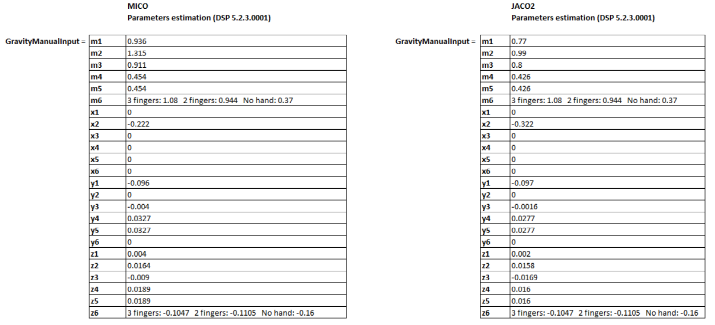 MICO
Parameters estimation (DSP 5.2.3.0001)
GravityManualInput =
m1 0.936
m2 1.315
m3 0.911
m4 0.454
m5 0.454
m6 3 fingers: 1.08 2 fingers: 0.944 No hand: 0.37
x1 0
x2 -0.222
x3 0
x4 0
x5 0
x6 0
y1 -0.096
y2 0
y3 -0.004
y4 0.0327
y5 0.0327
y6 0
z1 0.004
z2 0.0164
z3 -0.009
z4 0.0189
z5 0.0189
z6 3 fingers: -0.1047 2 fingers: -0.1105 No hand: -0.16
JACO2
Parameters estimation (DSP 5.2.3.0001)
GravityManualInput =
m1 0.77
m2 0.99
m3 0.8
m4 0.426
m5 0.426
m6 3 fingers: 1.08 2 fingers: 0.944 No hand: 0.37
x1 0
x2 -0.322
x3 0
x4 0
x5 0
x6 0
y1 -0.097
y2 0
y3 -0.0016
y4 0.0277
y5 0.0277
y6 0
z1 0.002
z2 0.0158
z3 -0.0169
z4 0.016
z5 0.016
z6 3 fingers: -0.1047 2 fingers: -0.1105 No hand: -0.16